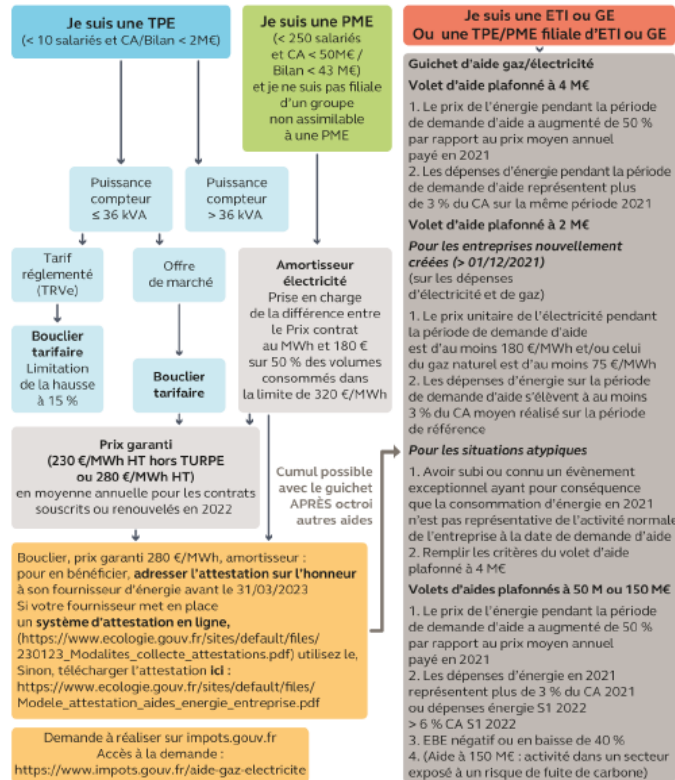 Je suis une TPE
(< 10 salariés et CA/Bilan < 2M€)
Puissance
compteur
≤ 36 kVA
Puissance
compteur
> 36 kVA
Tarif
réglementé
(TRVe)
Offre
de marché
Bouclier
tarifaire
Limitation
de la hausse
à 15 %
Bouclier
tarifaire
Prix garanti
(230 €/MWh HT hors TURPE
ou 280 €/MWh HT)
en moyenne annuelle pour les contrats
souscrits ou renouvelés en 2022
Je suis une PME
(< 250 salariés
et CA < 50M€ /
Bilan < 43 M€)
et je ne suis pas filiale
d'un groupe
non assimilable
à une PME
Amortisseur
électricité
Prise en charge
de la différence entre
le Prix contrat
au MWh et 180 €
sur 50 % des volumes
consommés dans
la limite de 320 €/MWh
Cumul possible
avec le guichet
APRÈS octroi
autres aides
Bouclier, prix garanti 280 €/MWh, amortisseur :
pour en bénéficier, adresser l'attestation sur l'honneur
à son fournisseur d'énergie avant le 31/03/2023
Si votre fournisseur met en place
un système d'attestation en ligne,
(https://www.ecologie.gouv.fr/sites/default/files/
230123_Modalites_collecte_attestations.pdf) utilisez le,
Sinon, télécharger l'attestation ici :
https://www.ecologie.gouv.fr/sites/default/files/
Modele_attestation_aides_energie_entreprise.pdf
Demande à réaliser sur impots.gouv.fr
Accès à la demande :
https://www.impots.gouv.fr/aide-gaz-electricite
Je suis une ETI ou GE
Ou une TPE/PME filiale d'ETI ou GE
Guichet d'aide gaz/électricité
Volet d'aide plafonné à 4 M€
1. Le prix de l'énergie pendant la période
de demande d'aide a augmenté de 50 %
par rapport au prix moyen annuel
payé en 2021
2. Les dépenses d'énergie pendant la période
de demande d'aide représentent plus
de 3 % du CA sur la même période 2021
Volet d'aide plafonné à 2 M€
Pour les entreprises nouvellement
créées (> 01/12/2021)
(sur les dépenses
d'électricité et de gaz)
1. Le prix unitaire de l'électricité pendant
la période de demande d'aide
est d'au moins 180 €/MWh et/ou celui
du gaz naturel est d'au moins 75 €/MWh
2. Les dépenses d'énergie sur la période
de demande d'aide s'élèvent à au moins
3 % du CA moyen réalisé sur la période
de référence
Pour les situations atypiques
1. Avoir subi ou connu un évènement
exceptionnel ayant pour conséquence
que la consommation d'énergie en 2021
n'est pas représentative de l'activité normale
de l'entreprise à la date de demande d'aide
2. Remplir les critères du volet d'aide
plafonné à 4 M€
Volets d'aides plafonnés à 50 M ou 150 M€
1. Le prix de l'énergie pendant la période
de demande d'aide a augmenté de 50 %
par rapport au prix moyen annuel
payé en 2021
2. Les dépenses d'énergie en 2021
représentent plus de 3 % du CA 2021
ou dépenses énergie S1 2022
> 6 % CA S1 2022
3. EBE négatif ou en baisse de 40 %
4. (Aide à 150 M€ : activité dans un secteur
exposé à un risque de fuite de carbone)